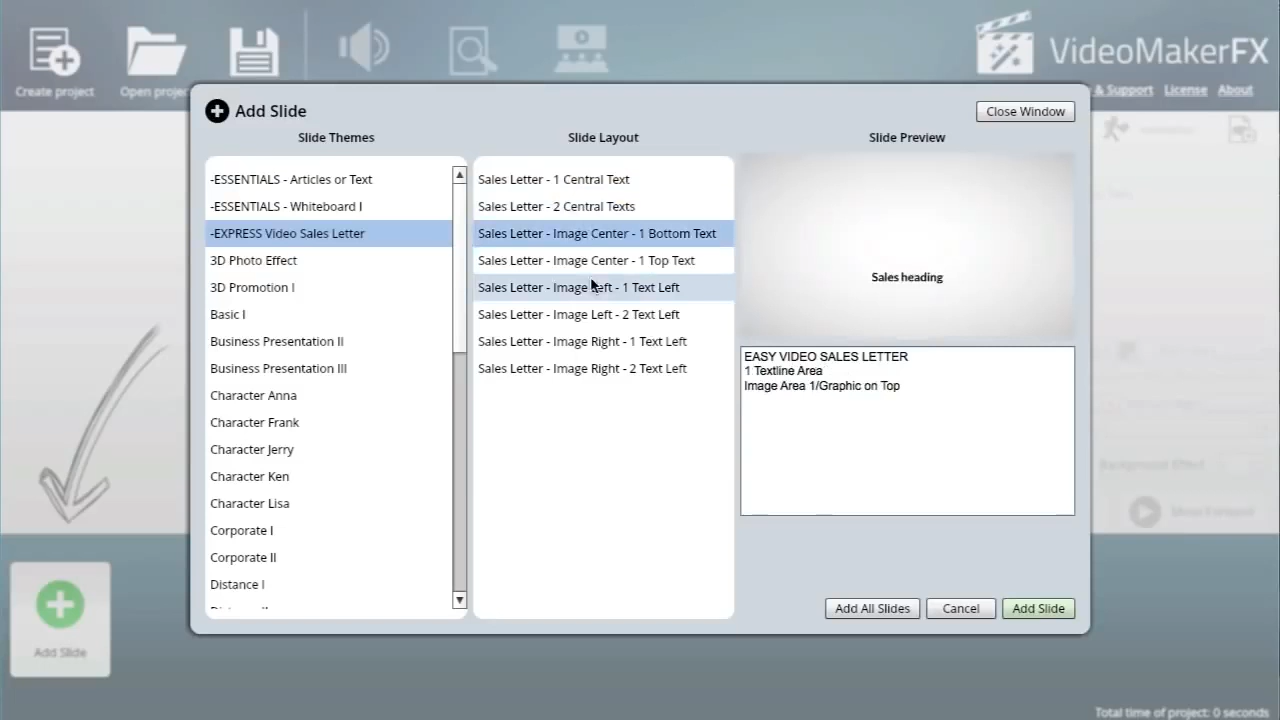 Create project
Open projec
VideoMakerFX
& Support
License
About
Add Slide
Close Window
Slide Themes
Slide Layout
Slide Preview
-ESSENTIALS - Articles or Text
-ESSENTIALS - Whiteboard I
-EXPRESS Video Sales Letter
3D Photo Effect
3D Promotion I
Basic I
Business Presentation II
Business Presentation III
Character Anna
Character Frank
Character Jerry
Character Ken
Character Lisa
Corporate I
Corporate II
Distance I
Sales Letter - 1 Central Text
Sales Letter - 2 Central Texts
Sales Letter - Image Center - 1 Bottom Text
Sales Letter - Image Center - 1 Top Text
Sales Letter - Image Left - 1 Text Left
Sales Letter - Image Left - 2 Text Left
Sales Letter - Image Right - 1 Text Left
Sales Letter - Image Right - 2 Text Left
Sales heading
EASY VIDEO SALES LETTER
1 Textline Area
Image Area 1/Graphic on Top
Background Effect
Add All Slides
Cancel
Add Slide
Add Slide
Total time of project: 0 seconds